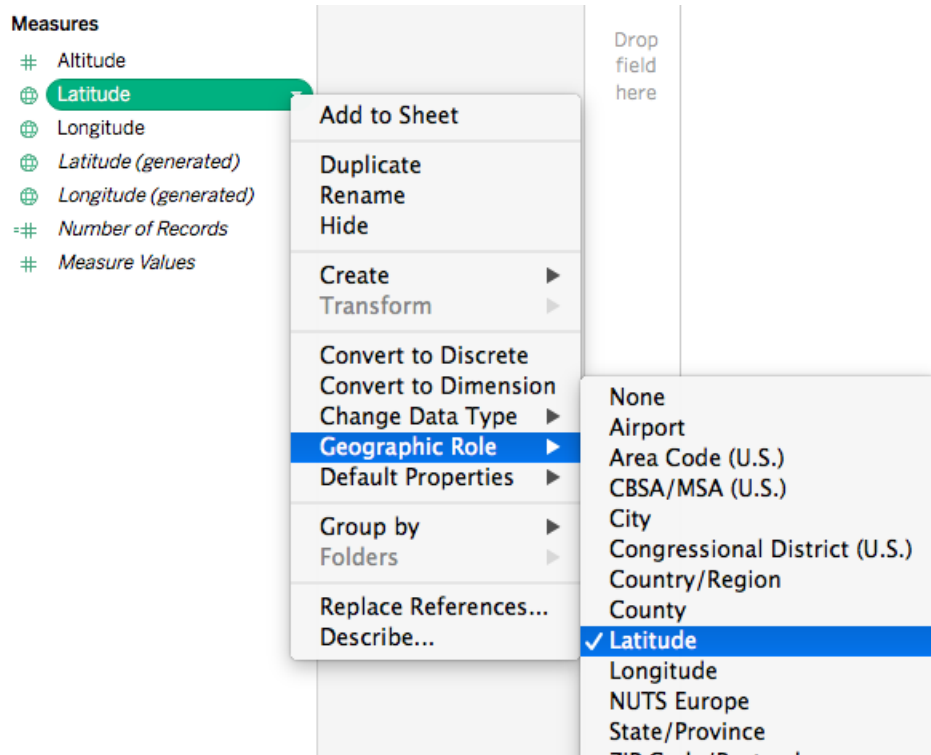 Measures
Altitude
Latitude
Longitude
Latitude (generated)
Longitude (generated)
Number of Records
Measure Values
Drop
field
here
Add to Sheet
Duplicate
Rename
Hide
Create
Transform
Convert to Discrete
Convert to Dimension
Change Data Type
Geographic Role
Default Properties
Group by
Folders
Replace References...
Describe...
None
Airport
Area Code (U.S.)
CBSA/MSA (U.S.)
City
Congressional District (U.S.)
Country/Region
County
Latitude
Longitude
NUTS Europe
State/Province